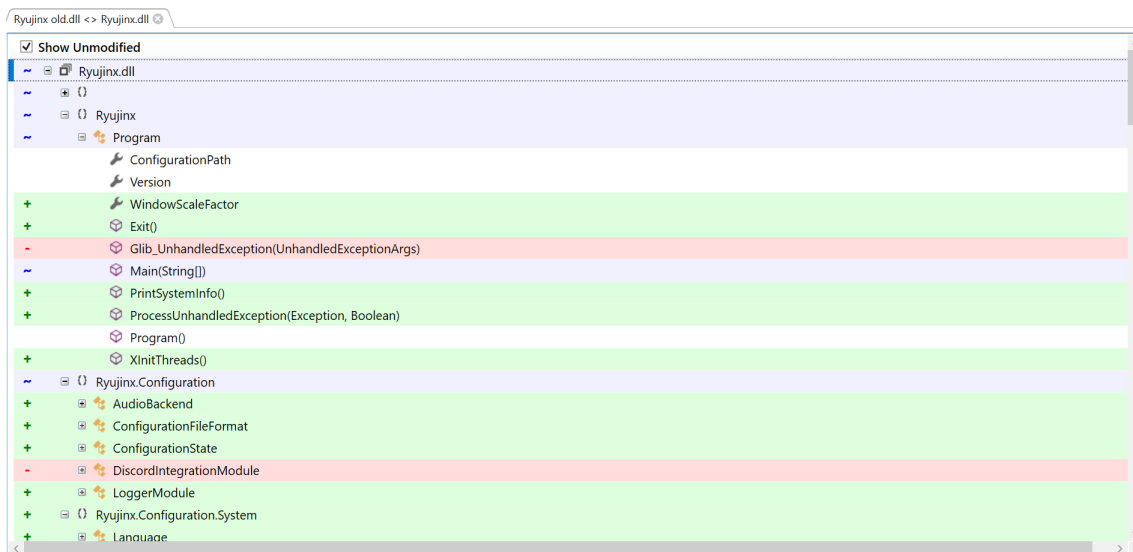 Ryujinx old.dll <> Ryujinx.dll
Show Unmodified
~ Ryujinx.dll
~ {}
~ {} Ryujinx
~ Program
ConfigurationPath
Version
+ WindowScaleFactor
+ Exit()
- Glib_UnhandledException(UnhandledExceptionArgs)
~ Main(String[])
+ PrintSystemInfo()
+ ProcessUnhandledException(Exception, Boolean)
Program()
+ XInitThreads()
~ {} Ryujinx.Configuration
+ AudioBackend
+ ConfigurationFileFormat
+ ConfigurationState
- DiscordIntegrationModule
+ LoggerModule
+ {} Ryujinx.Configuration.System
+ Language